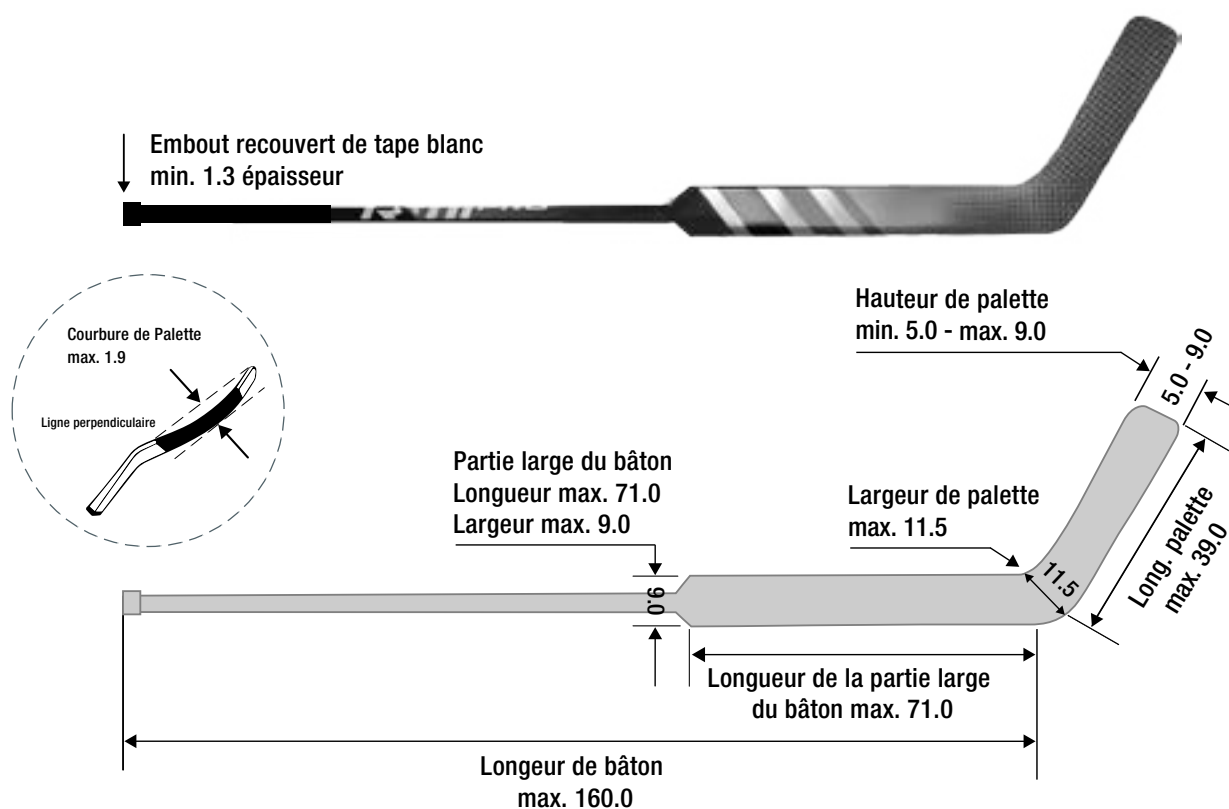 Embout recouvert de tape blanc
min. 1.3 épaisseur
Courbure de Palette
max. 1.9
Ligne perpendiculaire
Hauteur de palette
min. 5.0 - max. 9.0
5.0 - 9.0
Partie large du bâton
Longueur max. 71.0
Largeur max. 9.0
Largeur de palette
max. 11.5
11.5
Long. palette
max. 39.0
9.0
Longueur de la partie large
du bâton max. 71.0
Longeur de bâton
max. 160.0